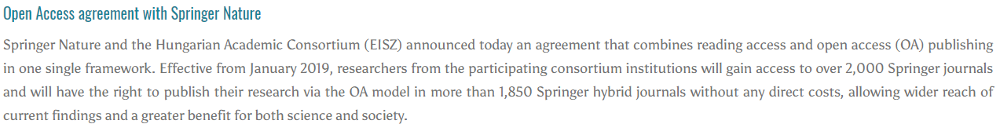 Open Access agreement with Springer Nature
Springer Nature and the Hungarian Academic Consortium (EISZ) announced today an agreement that combines reading access and open access (OA) publishing
in one single framework. Effective from January 2019, researchers from the participating consortium institutions will gain access to over 2,000 Springer journals
and will have the right to publish their research via the OA model in more than 1,850 Springer hybrid journals without any direct costs, allowing wider reach of
current findings and a greater benefit for both science and society.